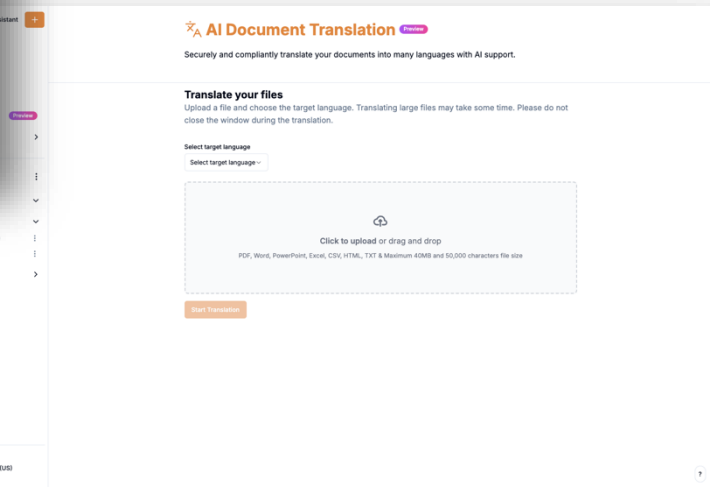 sistant
+
AI Document Translation Preview
Securely and compliantly translate your documents into many languages with AI support.
Preview
Translate your files
Upload a file and choose the target language. Translating large files may take some time. Please do not
close the window during the translation.
Select target language
Select target language
Click to upload or drag and drop
PDF, Word, PowerPoint, Excel, CSV, HTML, TXT & Maximum 40MB and 50,000 characters file size
Start Translation
(US)
?